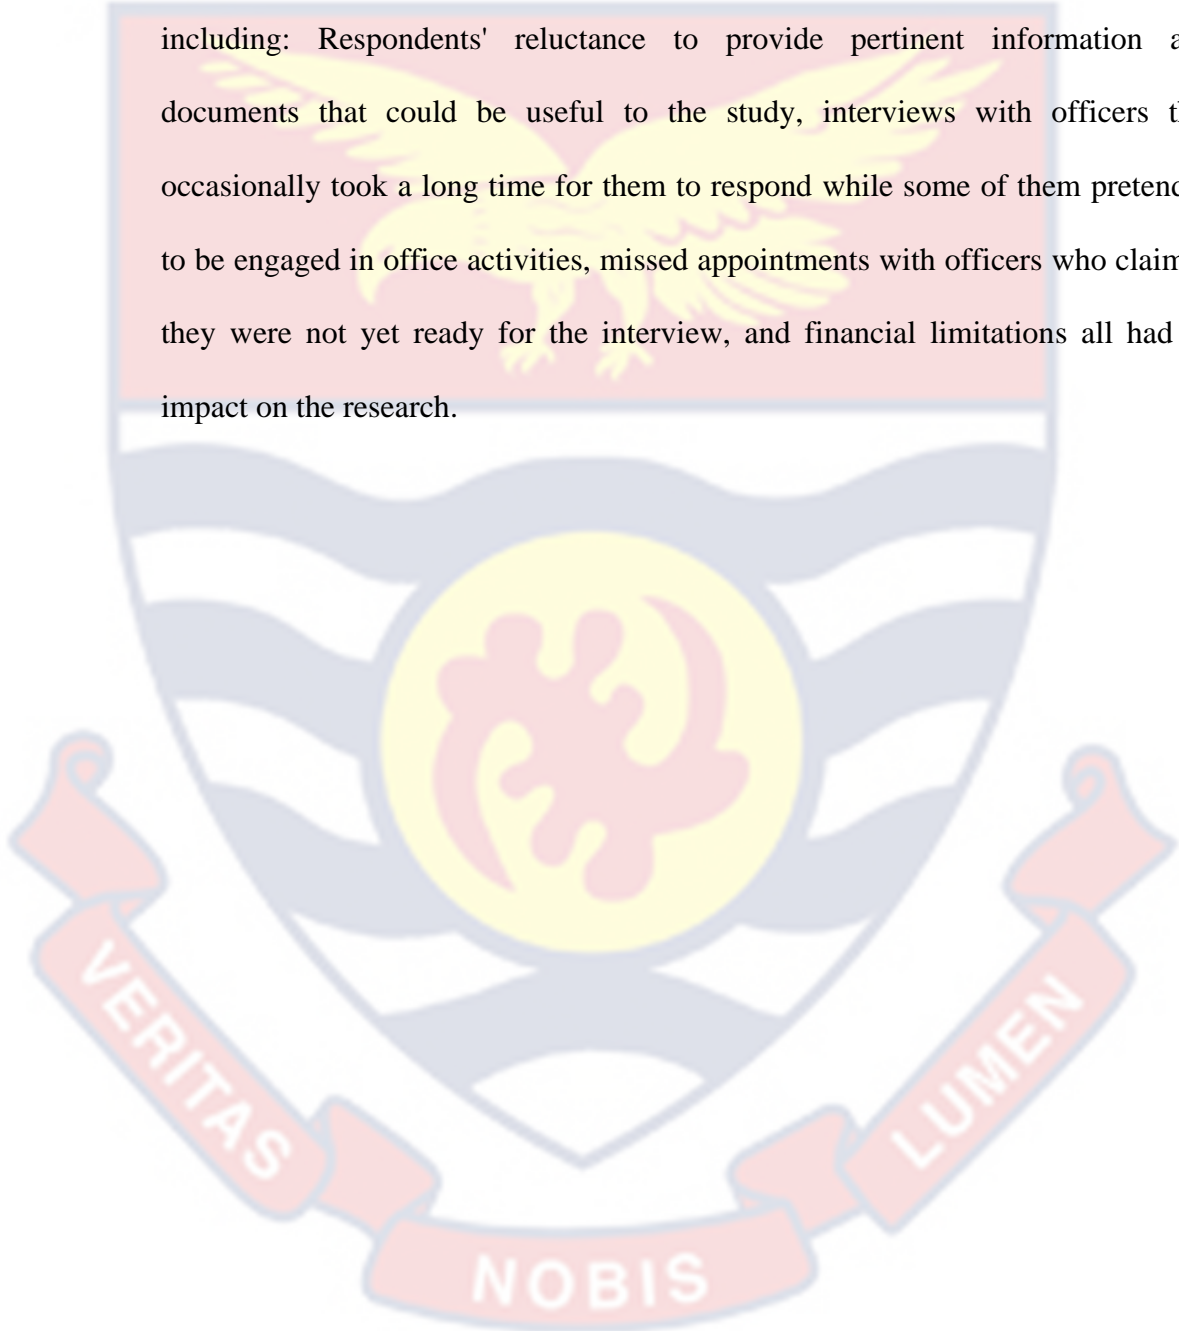 including: Respondents' reluctance to provide pertinent information a
documents that could be useful to the study, interviews with officers th
occasionally took a long time for them to respond while some of them pretend
to be engaged in office activities, missed appointments with officers who claim
they were not yet ready for the interview, and financial limitations all had
impact on the research.
VERITAS
NOBIS
LUMEN